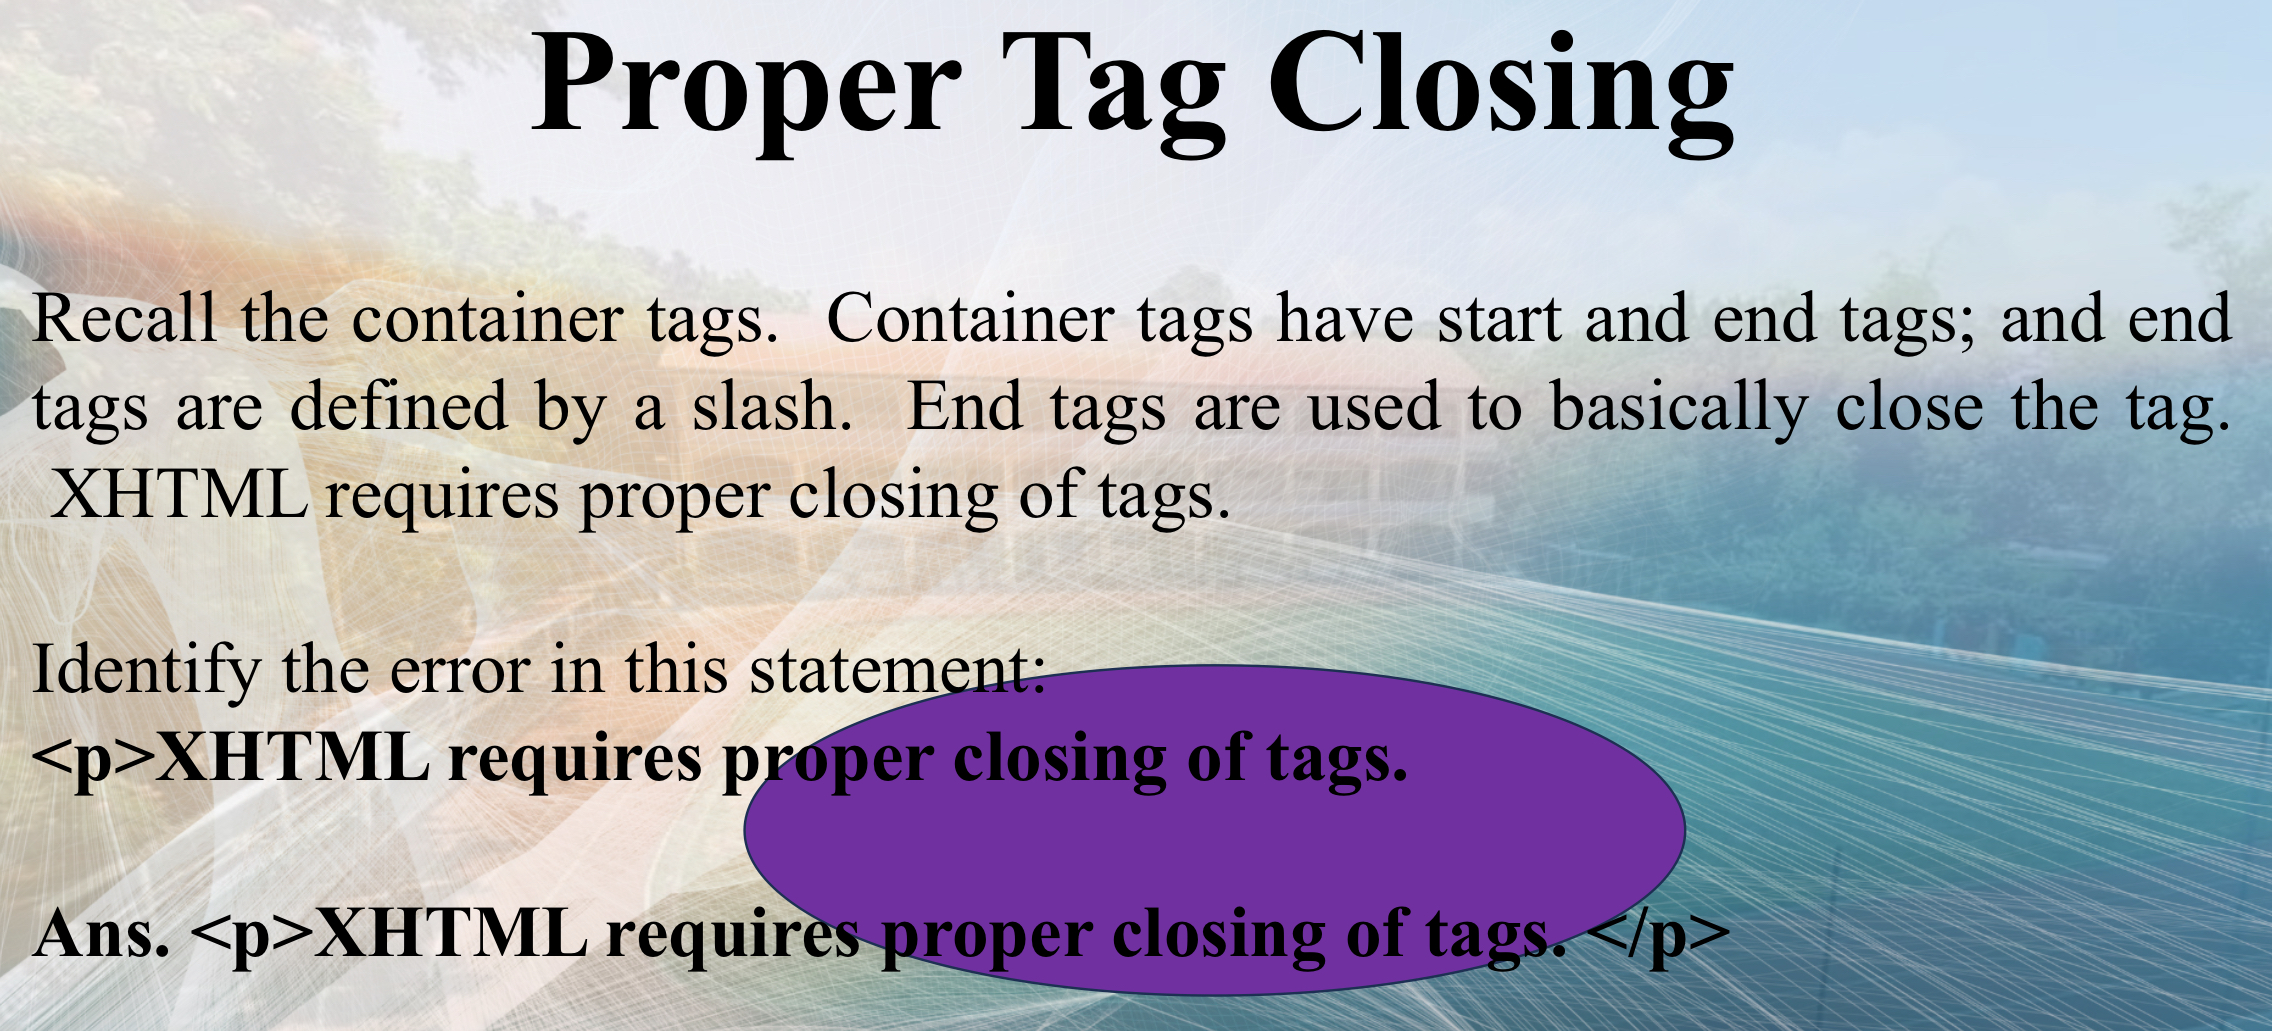 Proper Tag Closing
Recall the container tags.  Container tags have start and end tags; and end
tags are defined by a slash.  End tags are used to basically close the tag.
XHTML requires proper closing of tags.
Identify the error in this statement:
<p>XHTML requires proper closing of tags.
Ans. <p>XHTML requires proper closing of tags. </p>